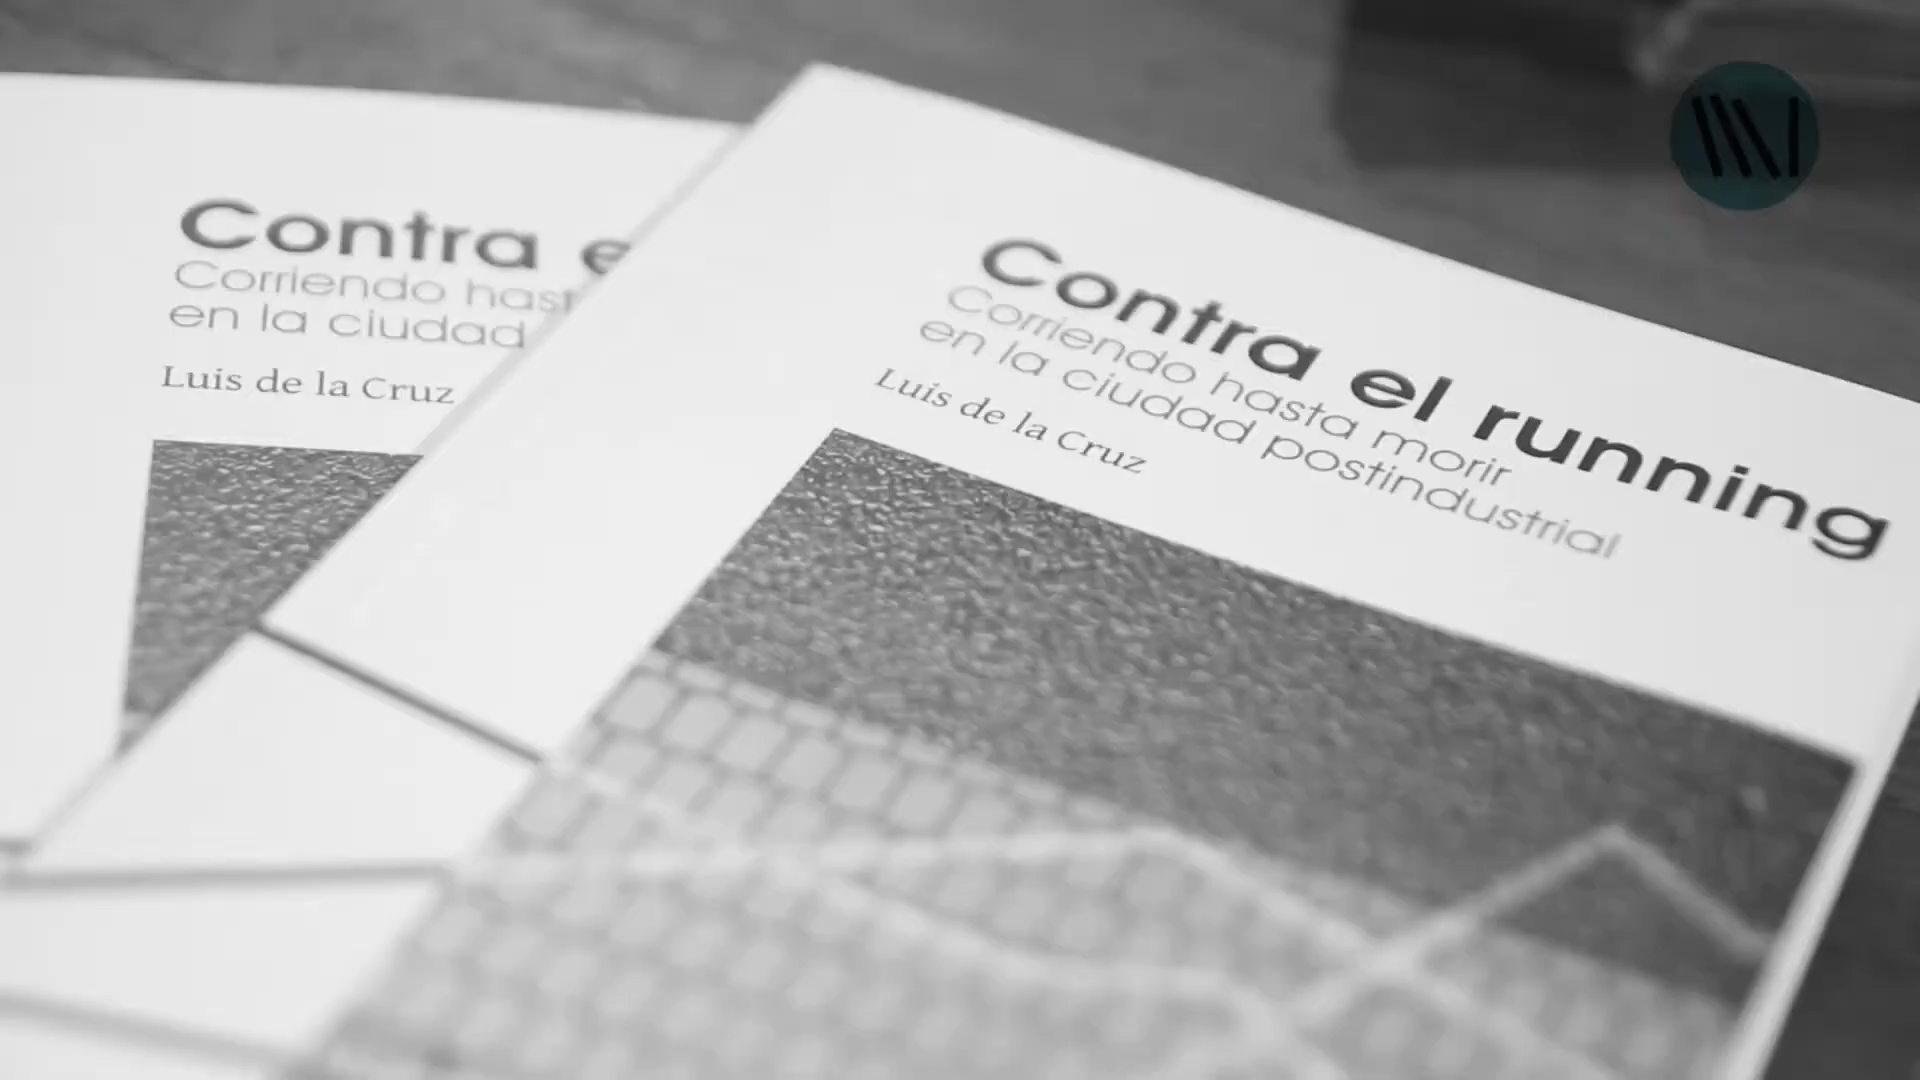 Contra e
Corriendo hast
en la ciudad
Luis de la Cruz
Contra el running
Corriendo hasta morir
en la ciudad postindustrial
Luis de la Cruz